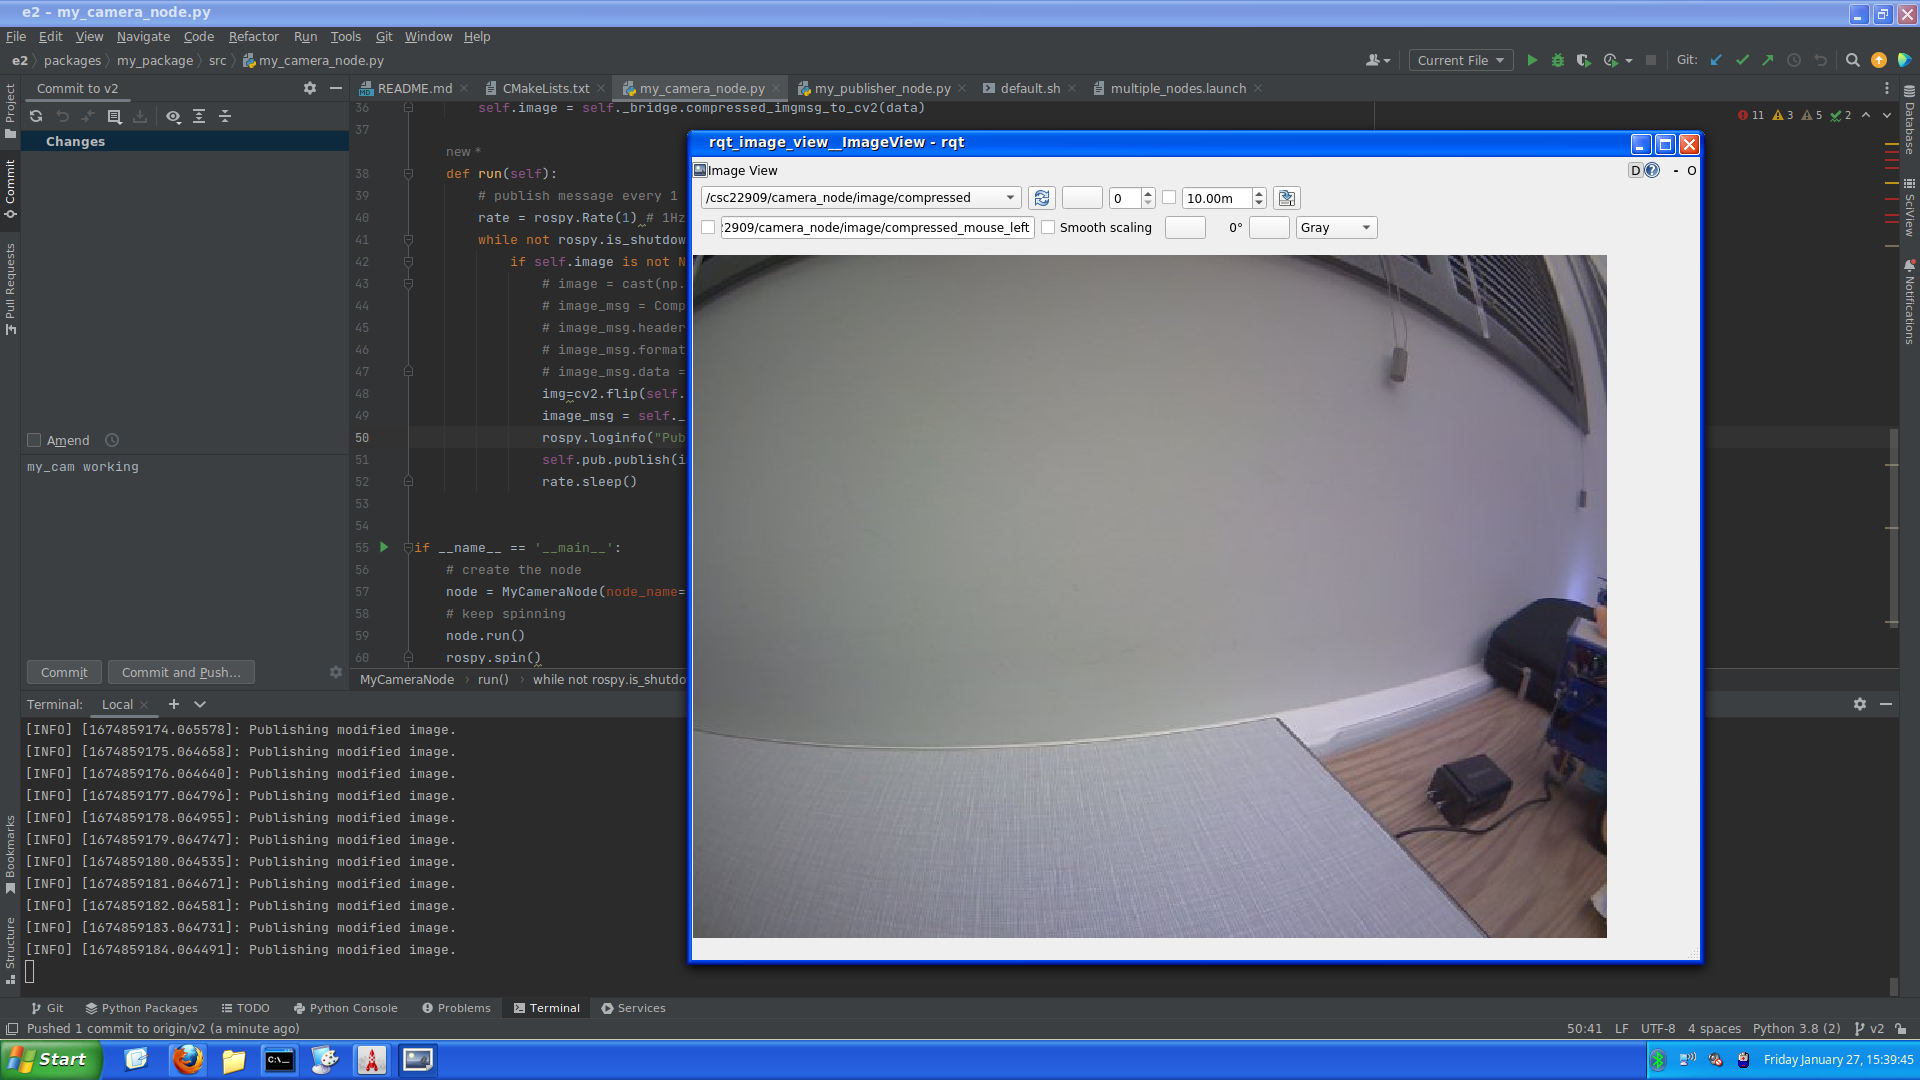 e2 – my_camera_node.py
File Edit View Navigate Code Refactor Run Tools Git Window Help
e2 packages my_package src my_camera_node.py
Current File
Git:
Commit to v2
README.md CMakeLists.txt my_camera_node.py my_publisher_node.py default.sh multiple_nodes.launch
11 3 5 2
Changes
Project
Commit
Pull Requests
Bookmarks
Structure
Database
SciView
Notifications
Amend
my_cam working
Commit
Commit and Push...
36 self.image = self._bridge.compressed_imgmsg_to_cv2(data)
37
new *
38 def run(self):
39 # publish message every 1
40 rate = rospy.Rate(1) # 1Hz
41 while not rospy.is_shutdow
42 if self.image is not N
43 # image = cast(np.
44 # image_msg = Comp
45 # image_msg.header
46 # image_msg.format
47 # image_msg.data =
48 img=cv2.flip(self.
49 image_msg = self._
50 rospy.loginfo("Pub
51 self.pub.publish(i
52 rate.sleep()
53
54
55 if __name__ == '__main__':
56 # create the node
57 node = MyCameraNode(node_name=
58 # keep spinning
59 node.run()
60 rospy.spin()
MyCameraNode run() while not rospy.is_shutdo
rqt_image_view__ImageView - rqt
Image View
D - O
/csc22909/camera_node/image/compressed
0
10.00m
2909/camera_node/image/compressed_mouse_left
Smooth scaling
0°
Gray
Terminal: Local
[INFO] [1674859174.065578]: Publishing modified image.
[INFO] [1674859175.064658]: Publishing modified image.
[INFO] [1674859176.064640]: Publishing modified image.
[INFO] [1674859177.064796]: Publishing modified image.
[INFO] [1674859178.064955]: Publishing modified image.
[INFO] [1674859179.064747]: Publishing modified image.
[INFO] [1674859180.064535]: Publishing modified image.
[INFO] [1674859181.064671]: Publishing modified image.
[INFO] [1674859182.064581]: Publishing modified image.
[INFO] [1674859183.064731]: Publishing modified image.
[INFO] [1674859184.064491]: Publishing modified image.
Git Python Packages TODO Python Console Problems Terminal Services
Pushed 1 commit to origin/v2 (a minute ago)
50:41 LF UTF-8 4 spaces Python 3.8 (2) v2
Start
C:\_
Friday January 27, 15:39:45